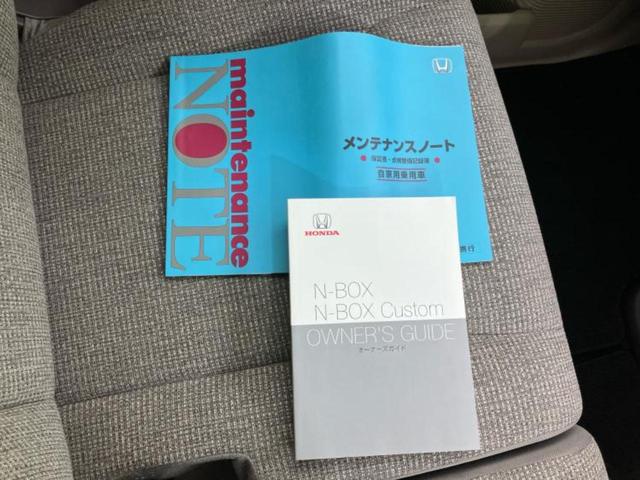 maintenance
NOTE
メンテナンスノート
保証書・点検整備記録簿
自家用乗用車
発行
HONDA
N-BOX
N-BOX Custom
OWNER'S GUIDE
オーナーズガイド